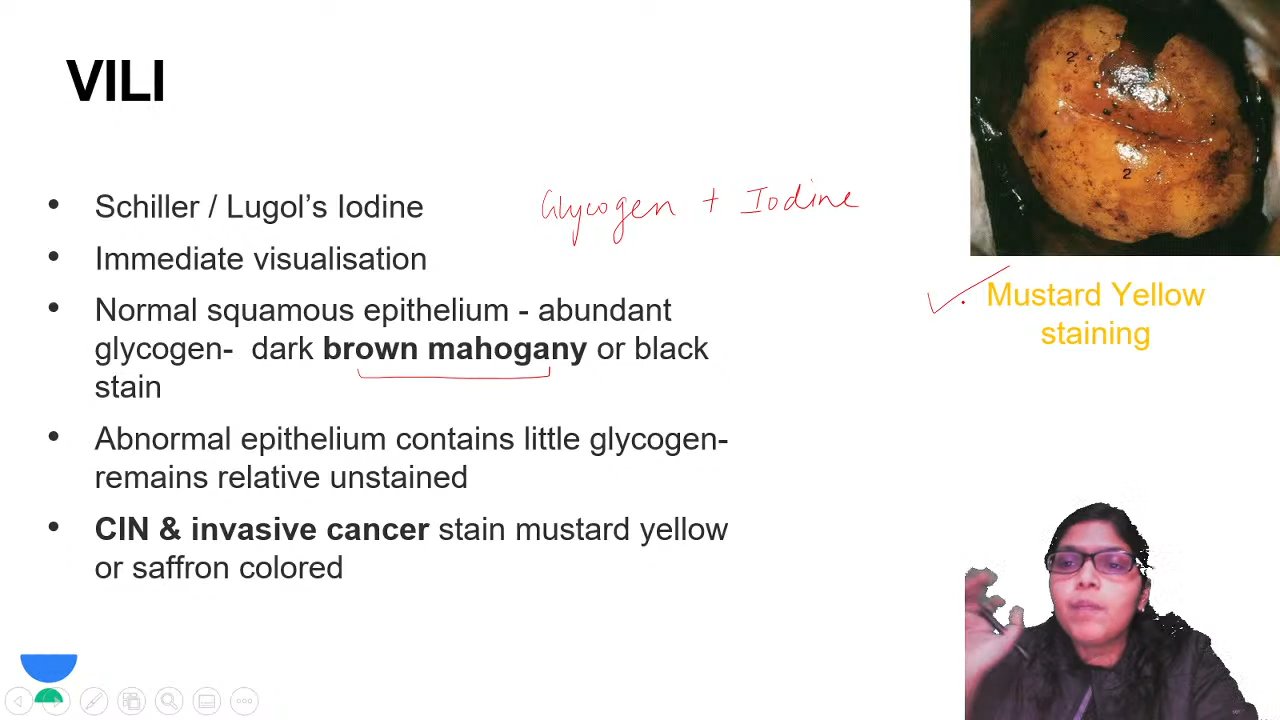 VILI
• Schiller / Lugol’s Iodine
Glycogen + Iodine
• Immediate visualisation
• Normal squamous epithelium - abundant
glycogen- dark brown mahogany or black
stain
• Abnormal epithelium contains little glycogen-
remains relative unstained
• CIN & invasive cancer stain mustard yellow
or saffron colored
2
2
Mustard Yellow
staining